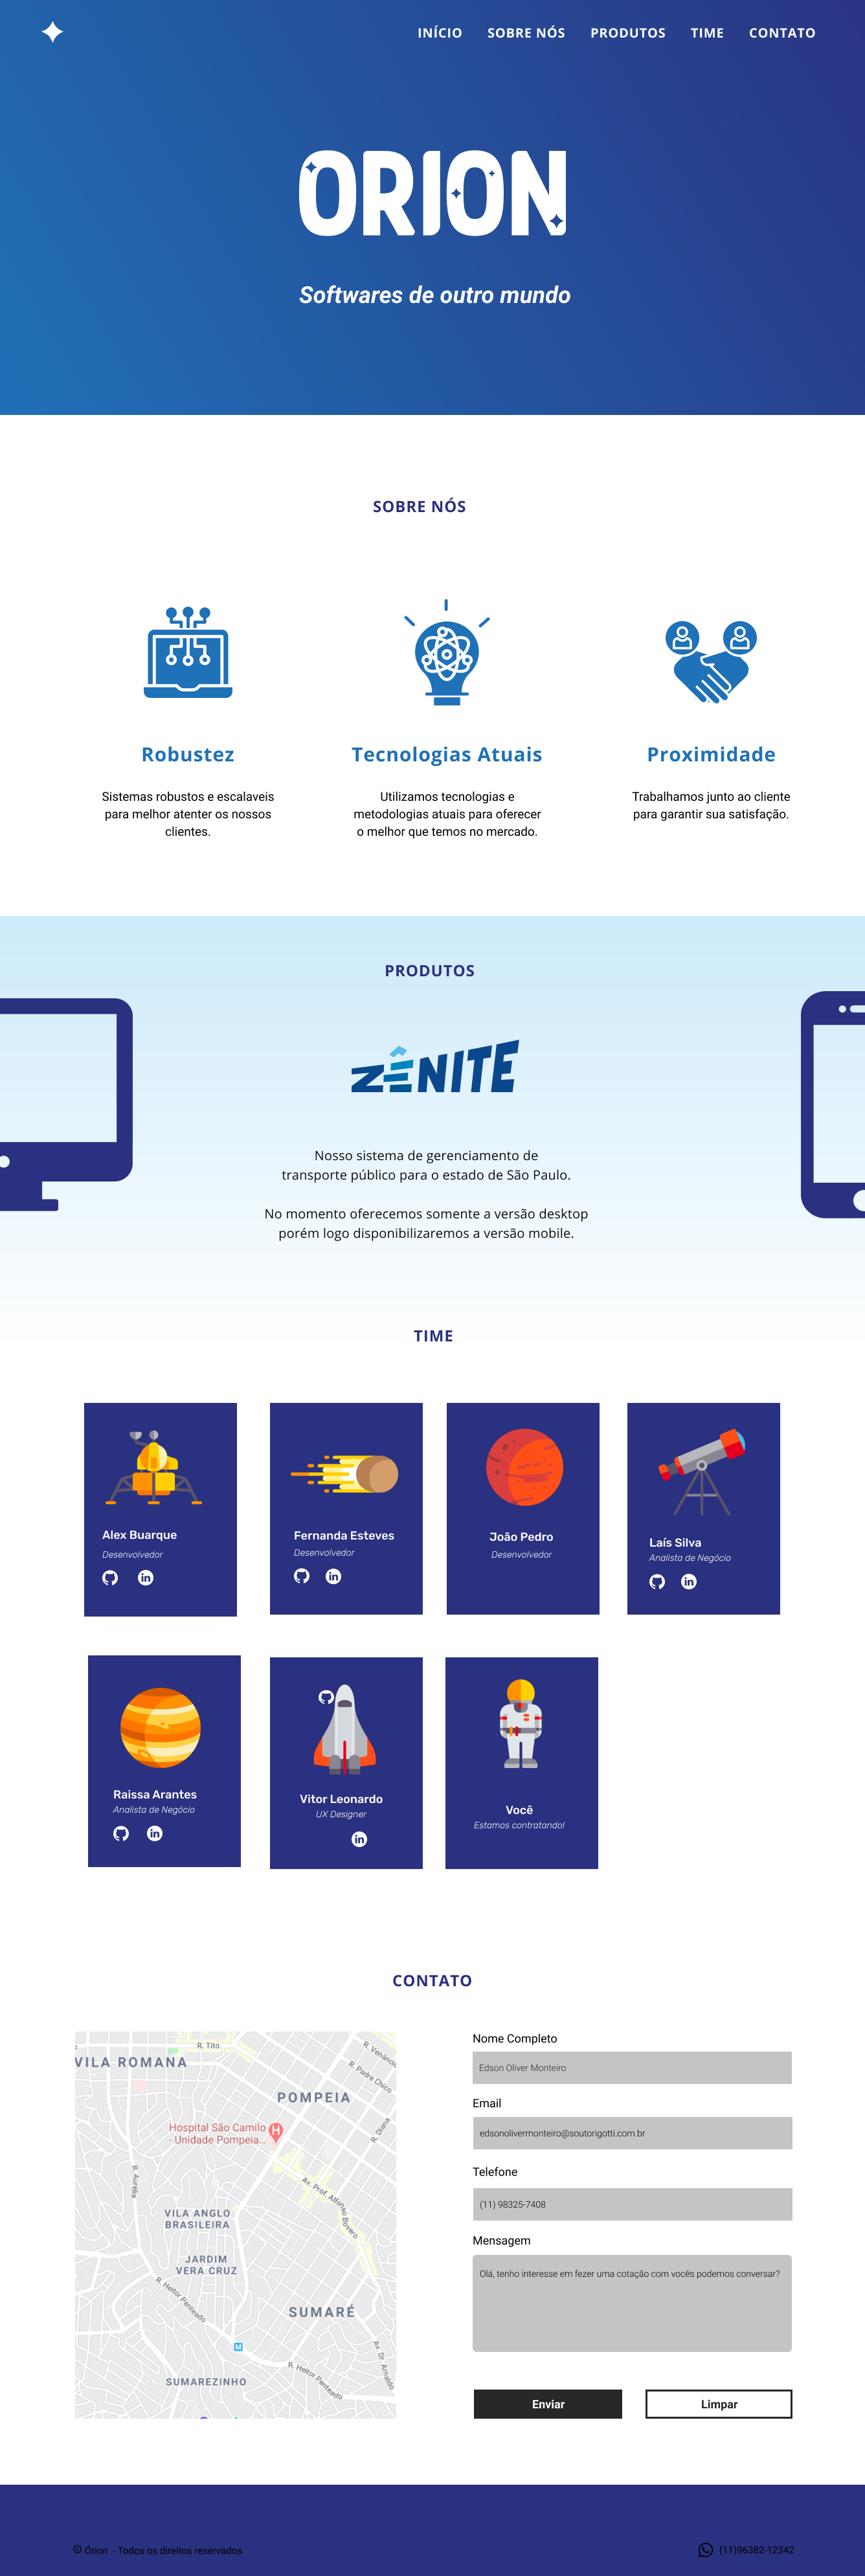 INÍCIO SOBRE NÓS PRODUTOS TIME CONTATO
ORION
Softwares de outro mundo
SOBRE NÓS
Robustez
Sistemas robustos e escalaveis
para melhor atenter os nossos
clientes.
Tecnologias Atuais
Utilizamos tecnologias e
metodologias atuais para oferecer
o melhor que temos no mercado.
Proximidade
Trabalhamos junto ao cliente
para garantir sua satisfação.
PRODUTOS
ZÊNITE
Nosso sistema de gerenciamento de
transporte público para o estado de São Paulo.
No momento oferecemos somente a versão desktop
porém logo disponibilizaremos a versão mobile.
TIME
Alex Buarque
Desenvolvedor
in
Fernanda Esteves
Desenvolvedor
in
João Pedro
Desenvolvedor
Laís Silva
Analista de Negócio
in
Raissa Arantes
Analista de Negócio
in
Vitor Leonardo
UX Designer
in
Você
Estamos contratando!
CONTATO
R. Tito
VILA ROMANA
R. Venâncio
R. Padre Chico
POMPEIA
Hospital São Camilo
- Unidade Pompeia...
H
R. Diana
R. Aurélia
Av. Prof. Alfonso Bovero
VILA ANGLO
BRASILEIRA
JARDIM
VERA CRUZ
R. Heitor Penteado
SUMARÉ
M
Av. Dr. Arnaldo
R. Heitor Penteado
SUMAREZINHO
Nome Completo
Edson Oliver Monteiro
Email
edsonolivermonteiro@soutorigotti.com.br
Telefone
(11) 98325-7408
Mensagem
Olá, tenho interesse em fezer uma cotação com vocês podemos conversar?
Enviar
Limpar
© Órion - Todos os direitos reservados
(11)96382-12342